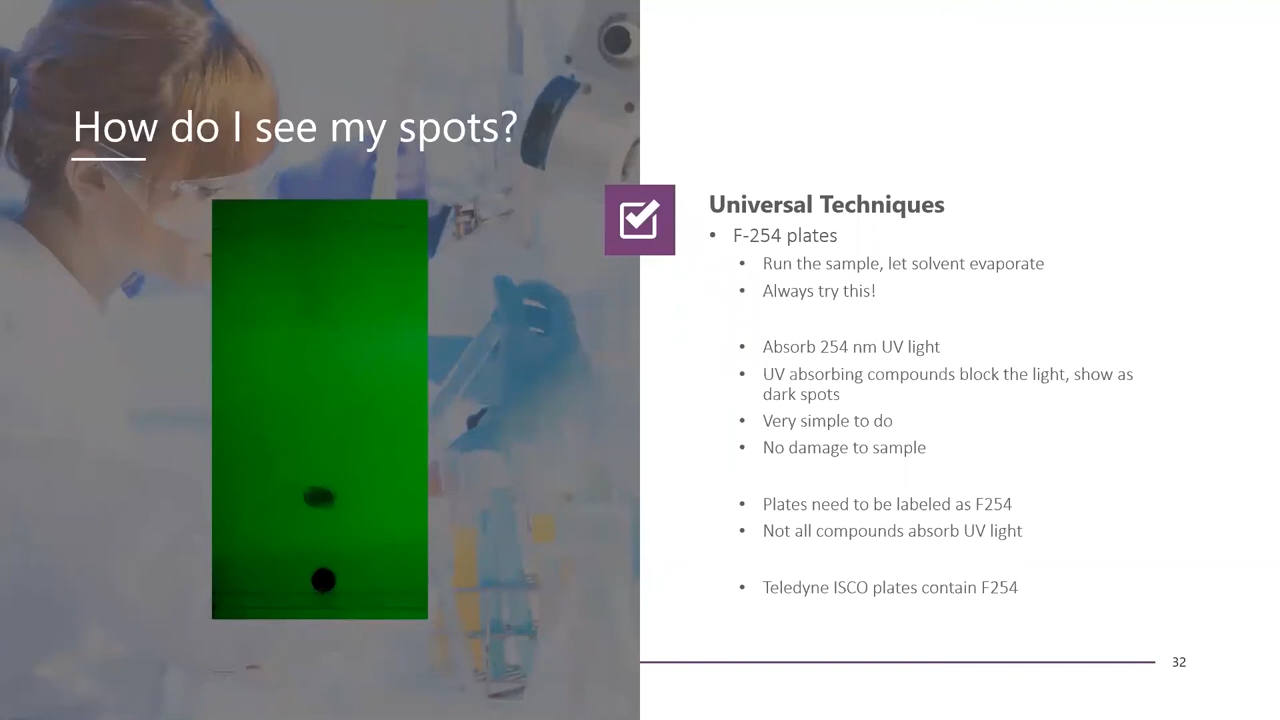 How do I see my spots?
Universal Techniques
• F-254 plates
• Run the sample, let solvent evaporate
• Always try this!
• Absorb 254 nm UV light
• UV absorbing compounds block the light, show as
dark spots
• Very simple to do
• No damage to sample
• Plates need to be labeled as F254
• Not all compounds absorb UV light
• Teledyne ISCO plates contain F254
32